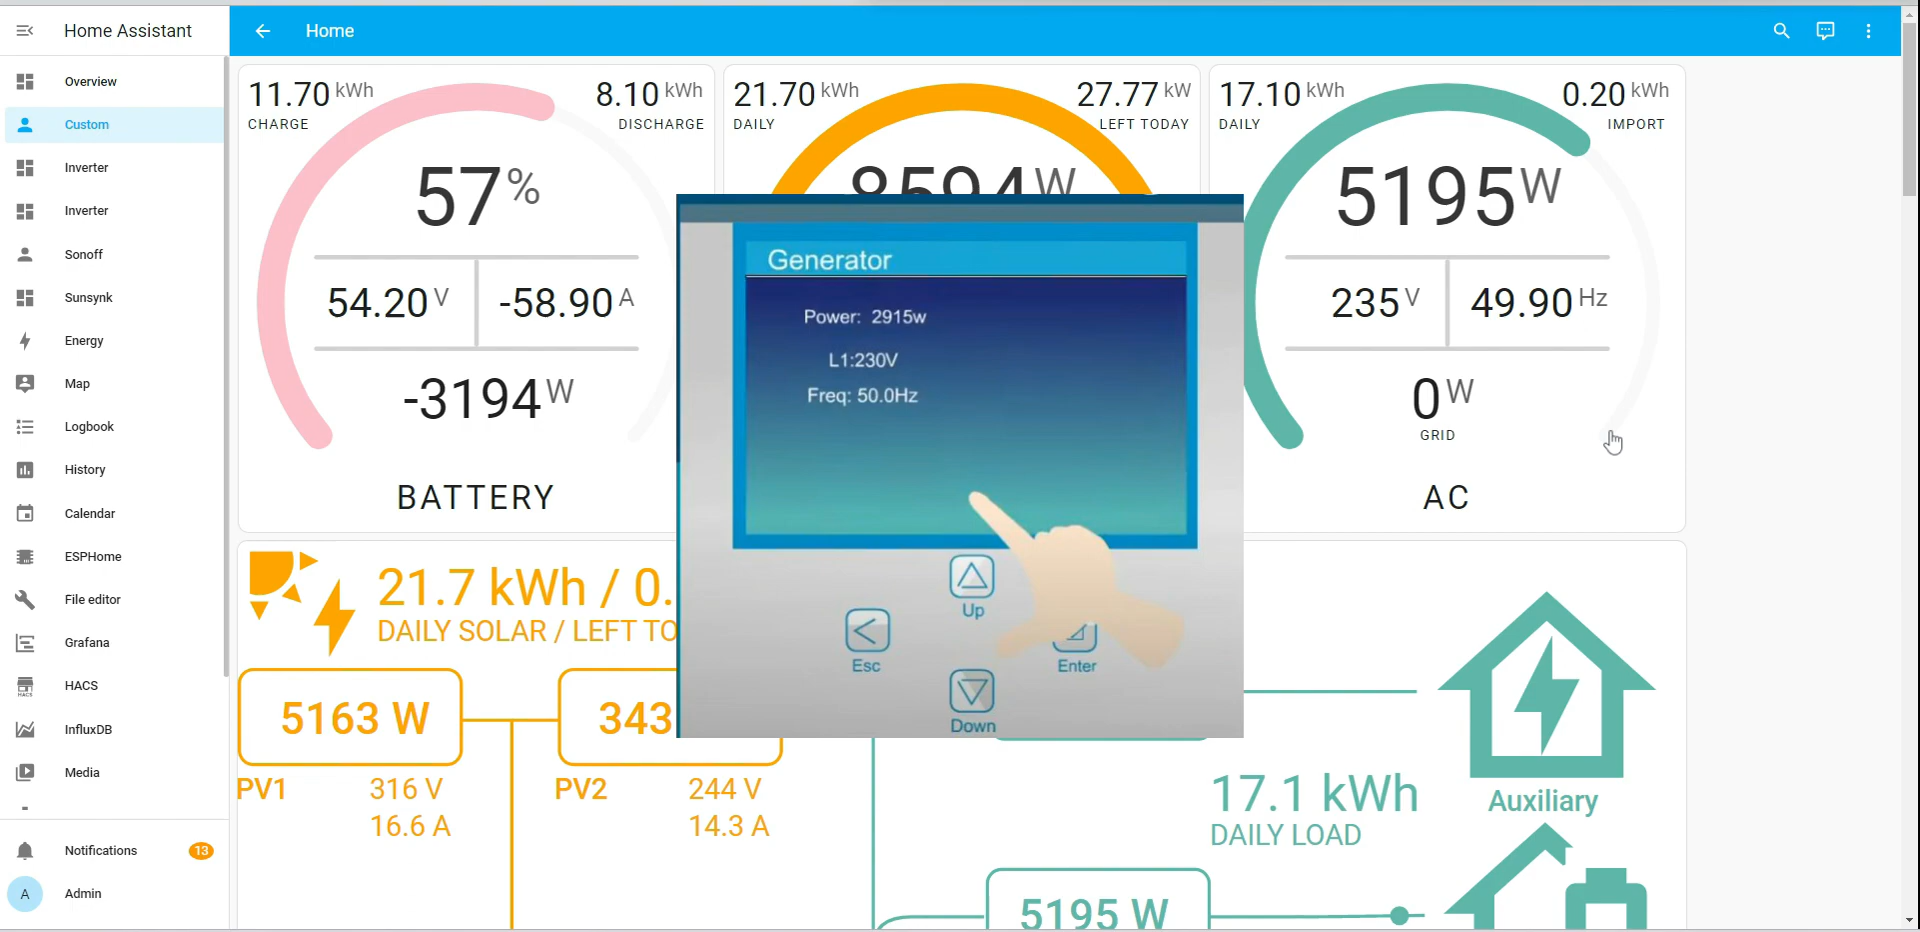 Home Assistant
Home
Overview
Custom
Inverter
Inverter
Sonoff
Sunsynk
Energy
Map
Logbook
History
Calendar
ESPHome
File editor
Grafana
HACS
HACS
InfluxDB
Media
Notifications 13
A Admin
11.70 kWh 8.10 kWh
CHARGE DISCHARGE
57%
54.20 V -58.90 A
-3194 W
BATTERY
21.70 kWh 27.77 kW
DAILY LEFT TODAY
8594 W
17.10 kWh 0.20 kWh
DAILY IMPORT
5195 W
235 V 49.90 Hz
0 W
GRID
AC
Generator
Power: 2915w
L1:230V
Freq: 50.0Hz
Up
Esc
Enter
Down
21.7 kWh / 0.
DAILY SOLAR / LEFT TO
5163 W
343
PV1 316 V
16.6 A
PV2 244 V
14.3 A
17.1 kWh
DAILY LOAD
Auxiliary
5195 W